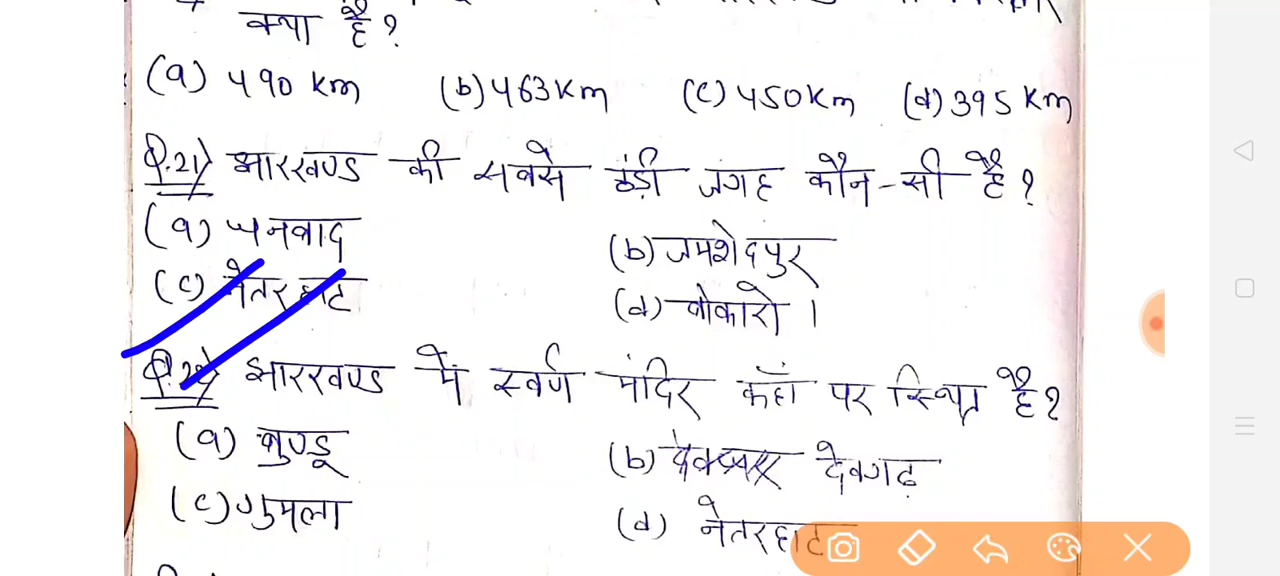 क्या है?
(a) 490 km (b) 463 Km (c) 450 Km (d) 395 Km
Q.21) झारखण्ड की सबसे ठंडी जगह कौन-सी है?
(a) धनबाद (b) जमशेदपुर
(c) नेतरहाट (d) बोकारो ।
Q.22) झारखण्ड में स्वर्ण मंदिर कहाँ पर स्थित है?
(a) बुण्डू (b) देवगढ़
(c) गुमला (d) नेतरहाट